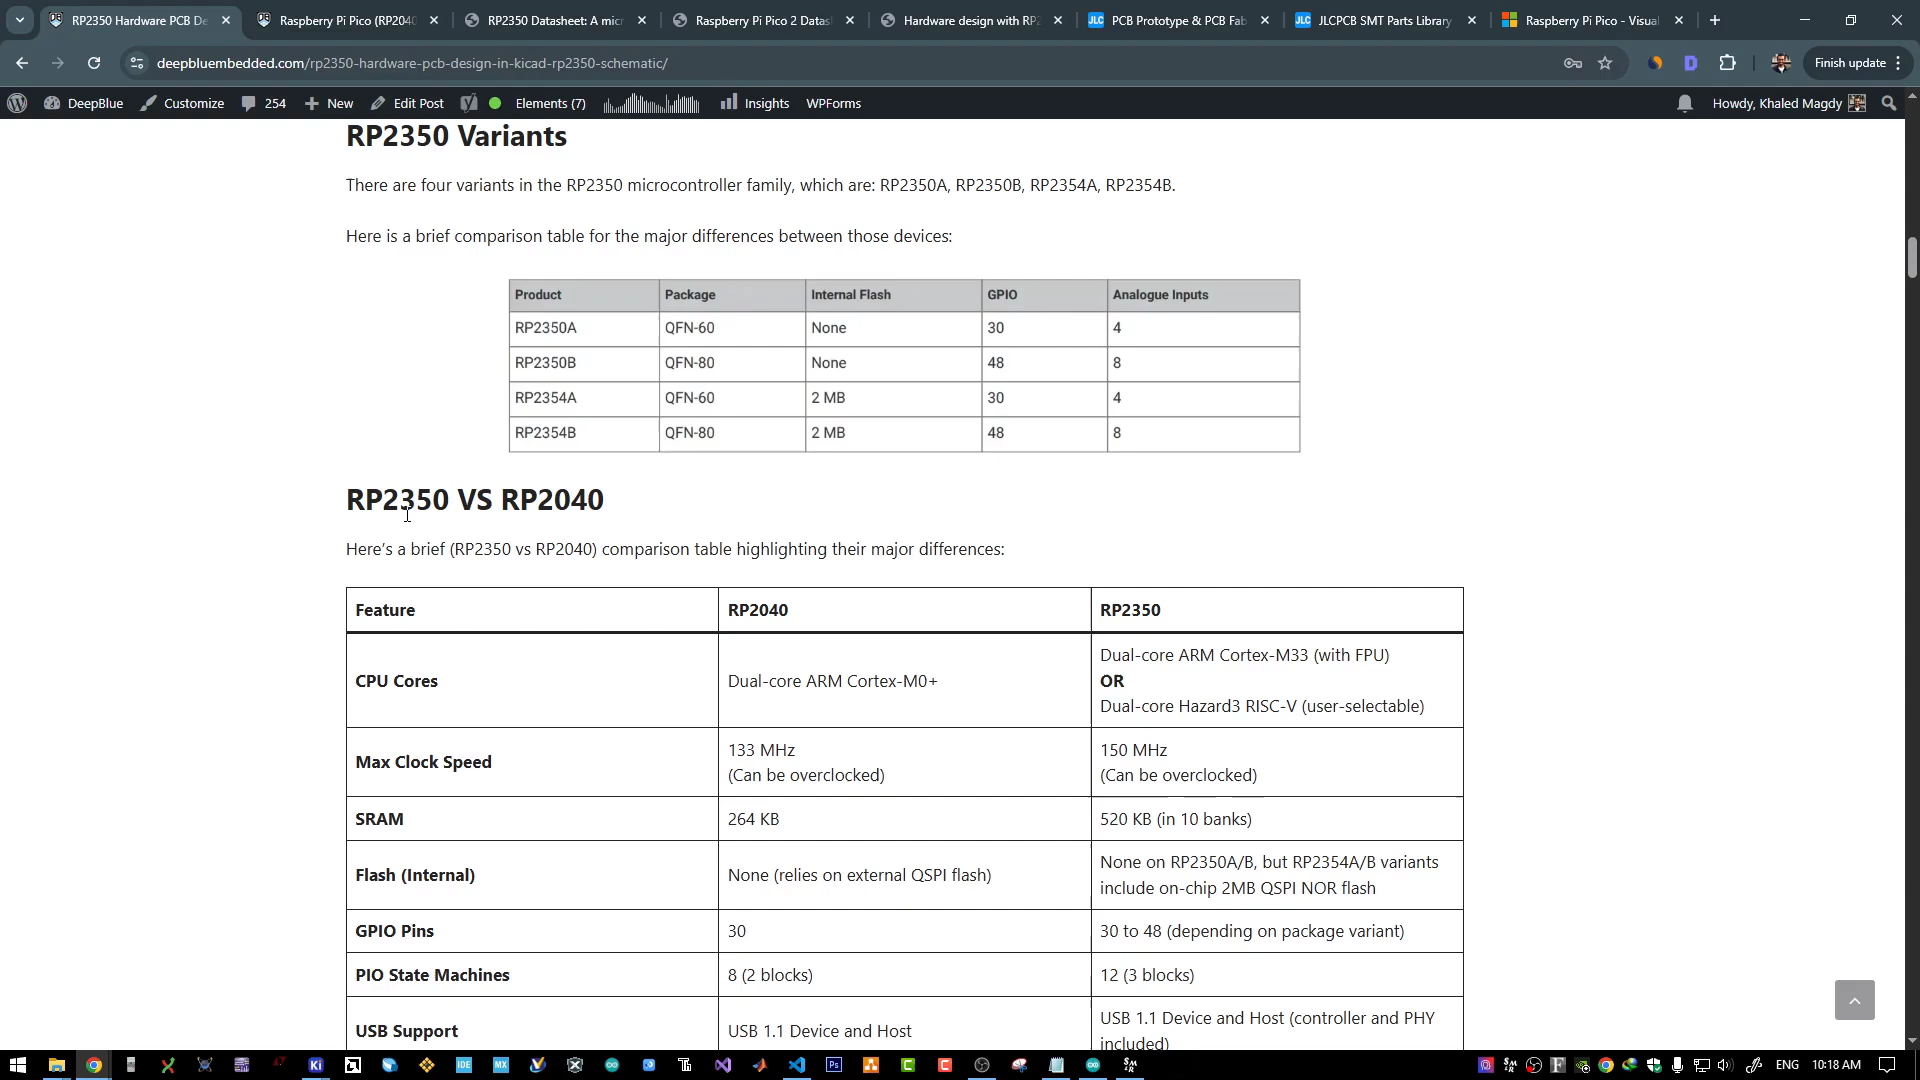 RP2350 Hardware PCB De
Raspberry Pi Pico (RP2040
RP2350 Datasheet: A micr
Raspberry Pi Pico 2 Datas
Hardware design with RP2
JLC PCB Prototype & PCB Fab
JLC JLCPCB SMT Parts Library
Raspberry Pi Pico - Visual
deepbluembedded.com/rp2350-hardware-pcb-design-in-kicad-rp2350-schematic/
Finish update
DeepBlue
Customize
254
New
Edit Post
Elements (7)
Insights
WPForms
Howdy, Khaled Magdy
RP2350 Variants
There are four variants in the RP2350 microcontroller family, which are: RP2350A, RP2350B, RP2354A, RP2354B.
Here is a brief comparison table for the major differences between those devices:
Product Package Internal Flash GPIO Analogue Inputs
RP2350A QFN-60 None 30 4
RP2350B QFN-80 None 48 8
RP2354A QFN-60 2 MB 30 4
RP2354B QFN-80 2 MB 48 8
RP2350 VS RP2040
Here's a brief (RP2350 vs RP2040) comparison table highlighting their major differences:
Feature RP2040 RP2350
CPU Cores
Dual-core ARM Cortex-M0+
Dual-core ARM Cortex-M33 (with FPU)
OR
Dual-core Hazard3 RISC-V (user-selectable)
Max Clock Speed
133 MHz
(Can be overclocked)
150 MHz
(Can be overclocked)
SRAM 264 KB 520 KB (in 10 banks)
Flash (Internal)
None (relies on external QSPI flash)
None on RP2350A/B, but RP2354A/B variants
include on-chip 2MB QSPI NOR flash
GPIO Pins 30 30 to 48 (depending on package variant)
PIO State Machines 8 (2 blocks) 12 (3 blocks)
USB Support
USB 1.1 Device and Host
USB 1.1 Device and Host (controller and PHY
included)
Ki
IDE
MX
Ps
ENG
10:18 AM